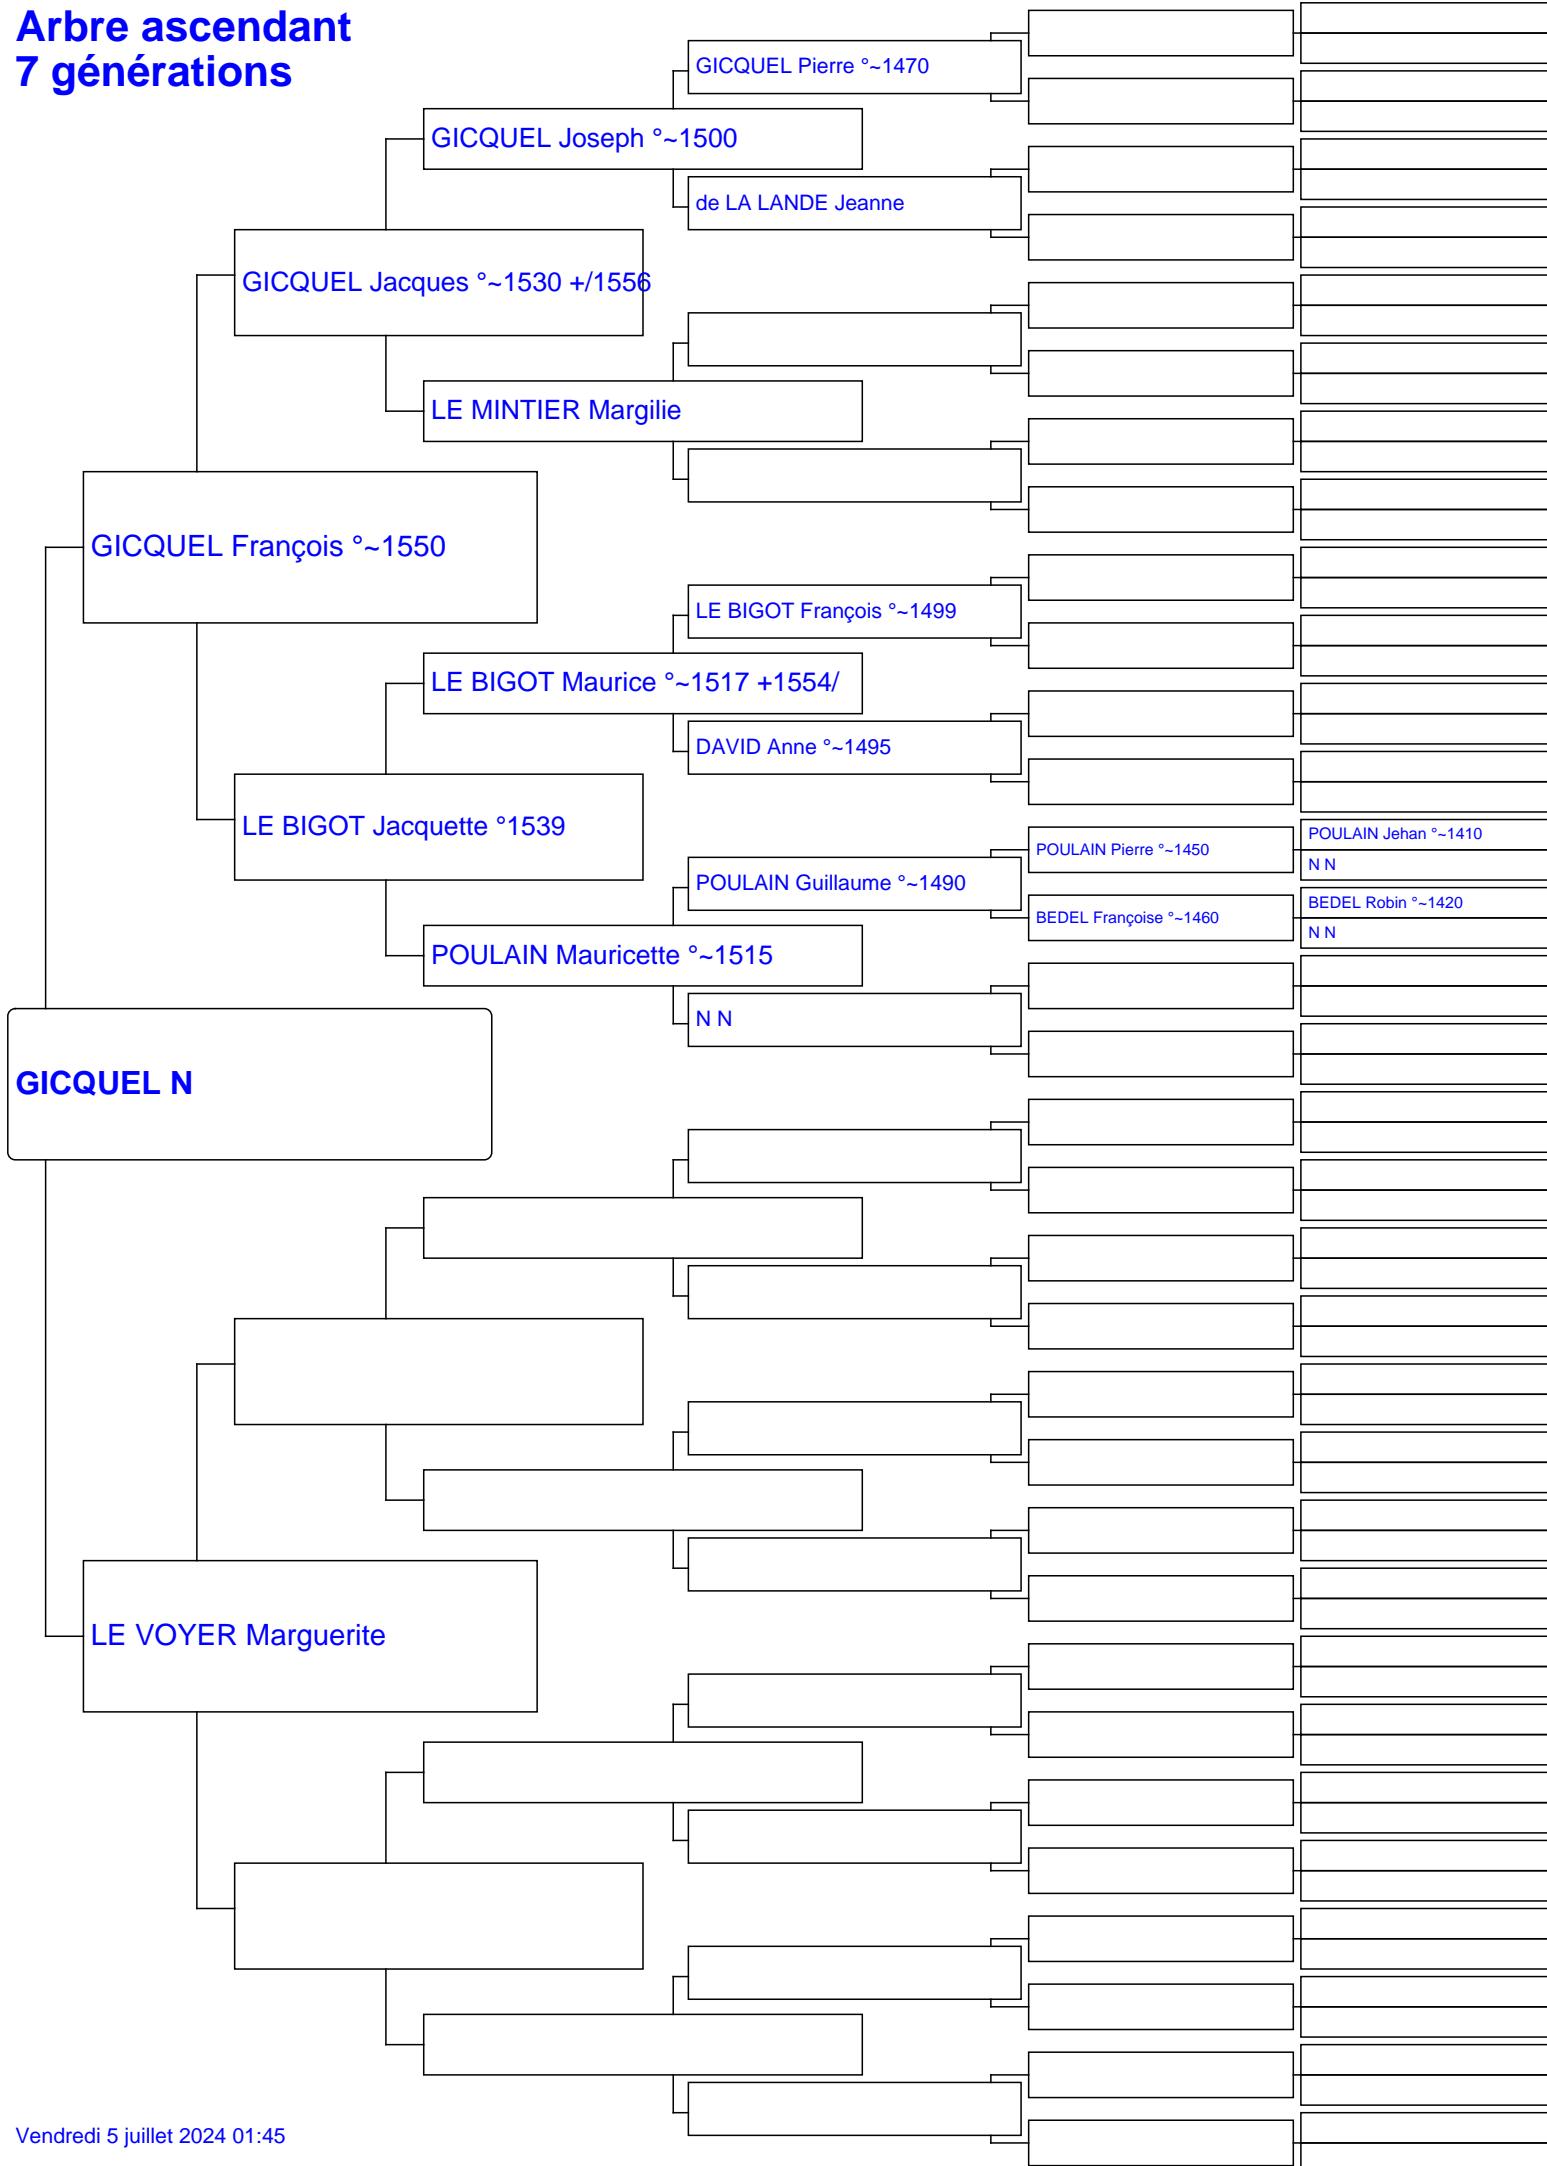 Arbre ascendant
7 générations
GICQUEL Pierre °~1470
GICQUEL Joseph °~1500
de LA LANDE Jeanne
GICQUEL Jacques °~1530 +/1556
LE MINTIER Margilie
GICQUEL François °~1550
LE BIGOT François °~1499
LE BIGOT Maurice °~1517 +1554/
DAVID Anne °~1495
LE BIGOT Jacquette °1539
POULAIN Jehan °~1410
POULAIN Pierre °~1450
N N
POULAIN Guillaume °~1490
BEDEL Robin °~1420
BEDEL Françoise °~1460
N N
POULAIN Mauricette °~1515
N N
GICQUEL N
LE VOYER Marguerite
Vendredi 5 juillet 2024 01:45